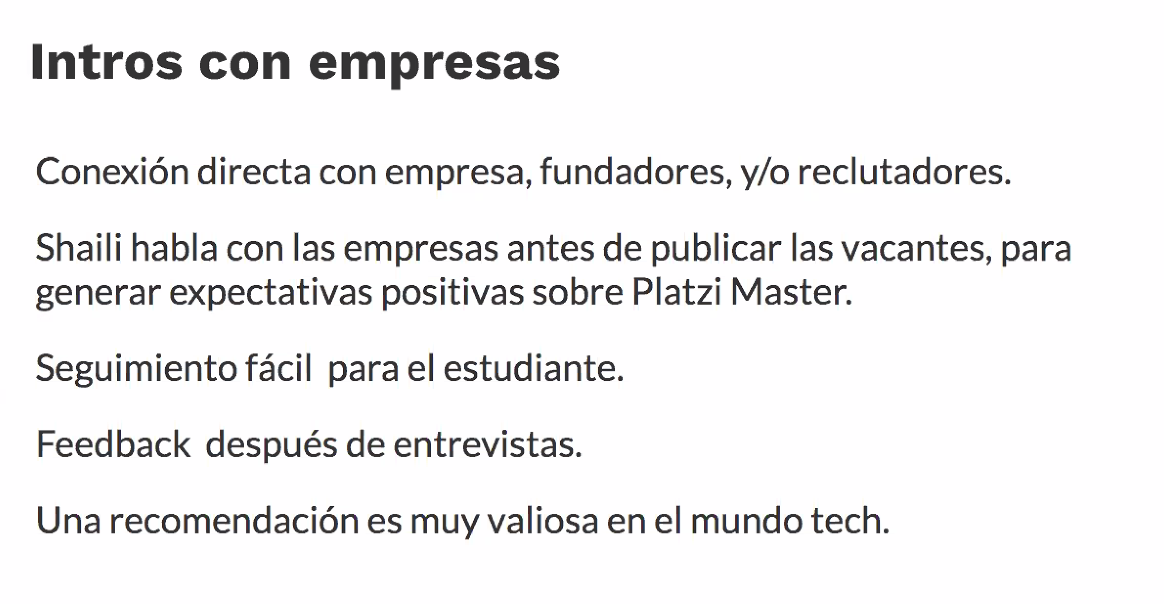 Intros con empresas
Conexión directa con empresa, fundadores, y/o reclutadores.
Shaili habla con las empresas antes de publicar las vacantes, para
generar expectativas positivas sobre Platzi Master.
Seguimiento fácil para el estudiante.
Feedback después de entrevistas.
Una recomendación es muy valiosa en el mundo tech.